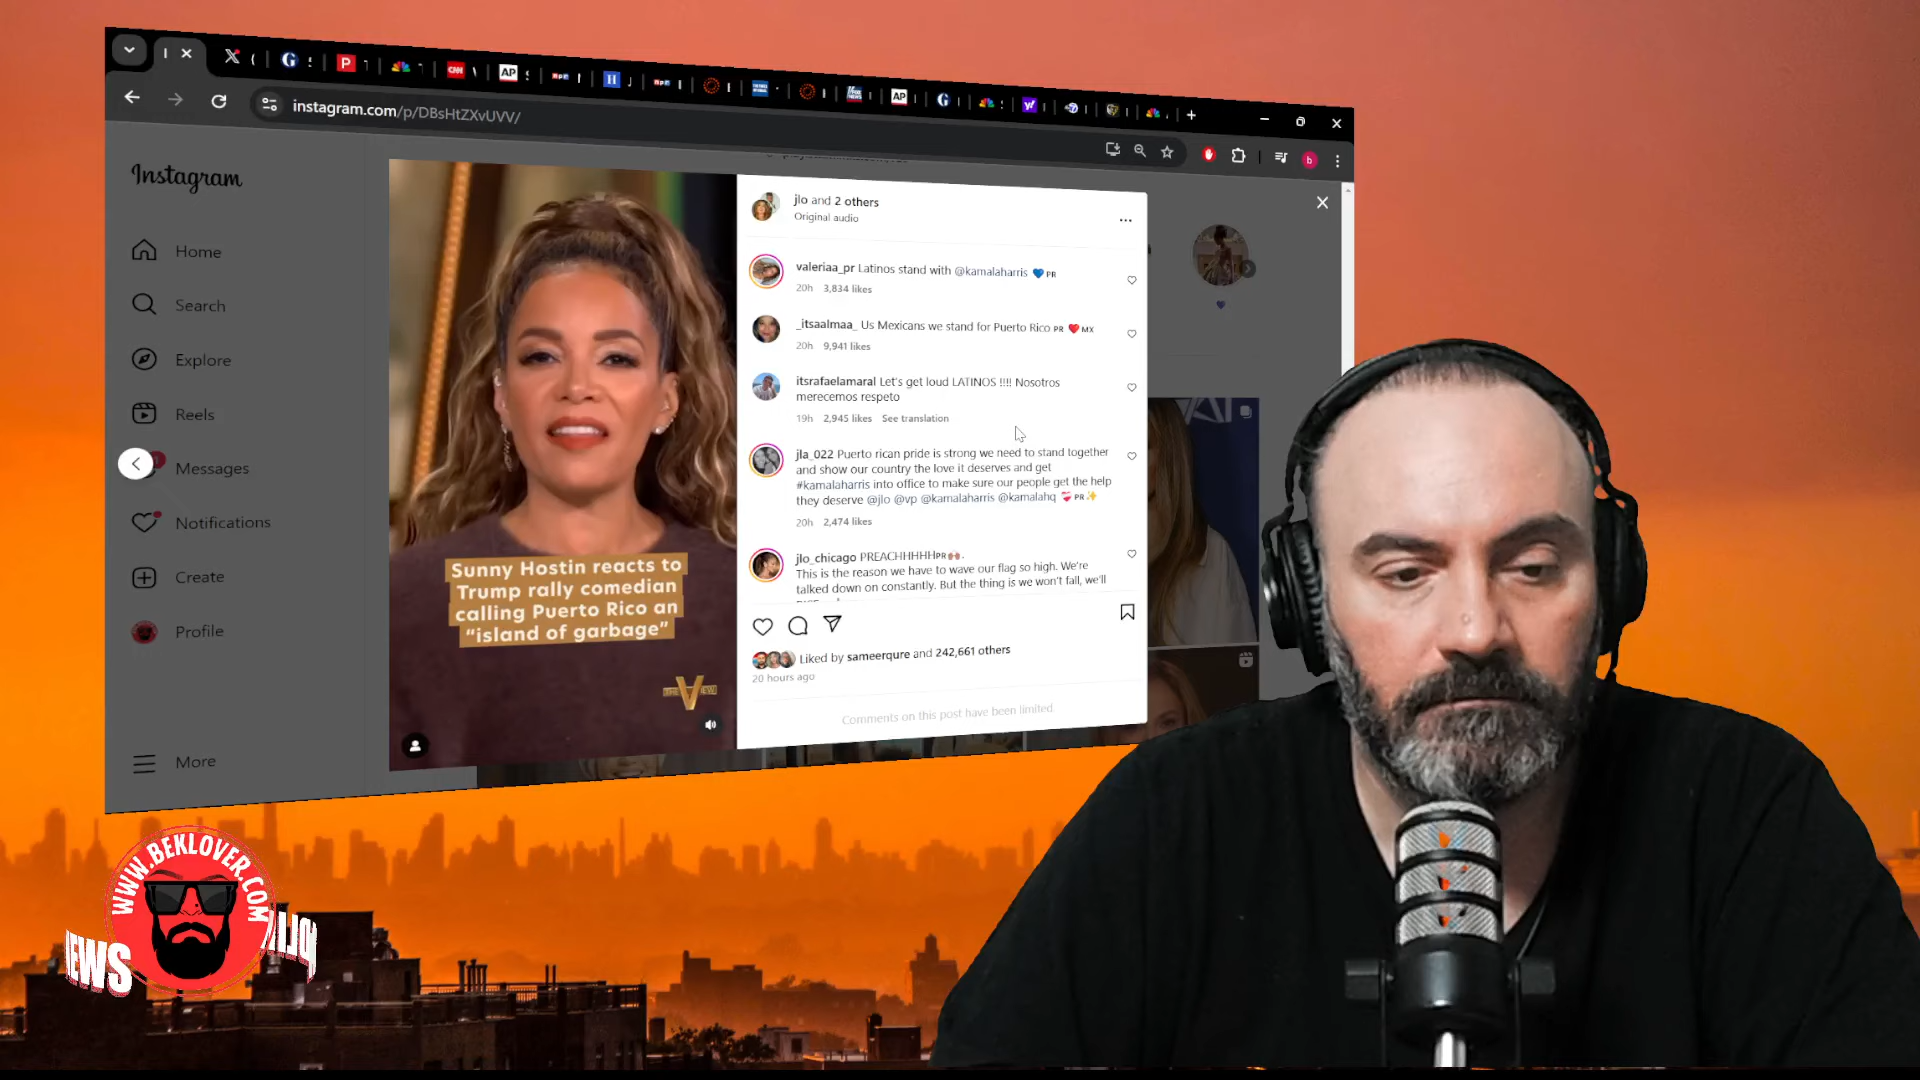 instagram.com/p/DBsHtZXvUVV/
Instagram
Home
Search
Explore
Reels
Messages
Notifications
Create
Profile
More
Sunny Hostin reacts to
Trump rally comedian
calling Puerto Rico an
“island of garbage”
THE VIEW
jlo and 2 others
Original audio
valeriaa_pr Latinos stand with @kamalaharris 💙 PR
20h 3,834 likes
_itsaalmaa_ Us Mexicans we stand for Puerto Rico PR ❤️ MX
20h 9,941 likes
itsrafaelamaral Let's get loud LATINOS !!!! Nosotros
merecemos respeto
19h 2,945 likes See translation
jla_022 Puerto rican pride is strong we need to stand together
and show our country the love it deserves and get
#kamalaharris into office to make sure our people get the help
they deserve @jlo @vp @kamalaharris @kamalahq ❤️‍🩹 PR ✨
20h 2,474 likes
jlo_chicago PREACHHHHH PR 🙌🏽.
This is the reason we have to wave our flag so high. We're
talked down on constantly. But the thing is we won't fall, we'll
Liked by sameerqure and 242,661 others
20 hours ago
Comments on this post have been limited
WWW.BEKLOVER.COM